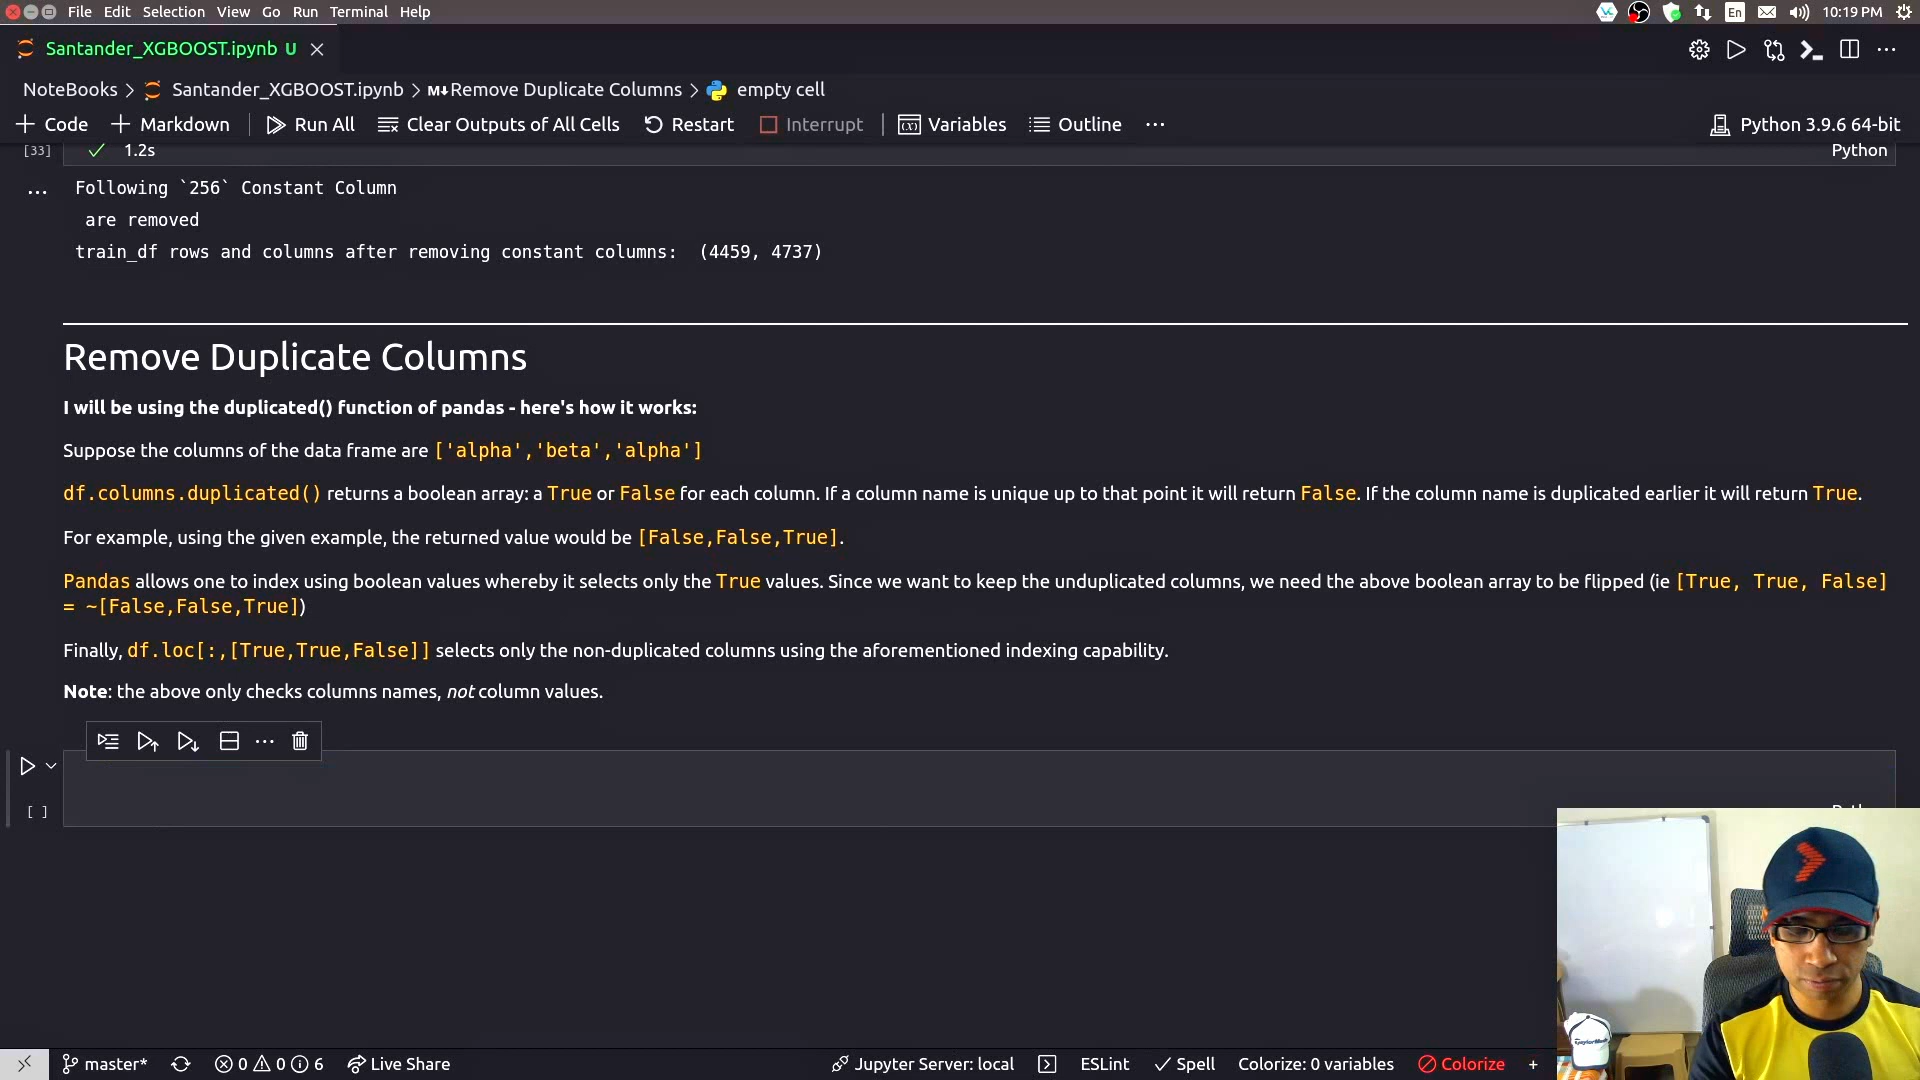 File Edit Selection View Go Run Terminal Help
En 10:19 PM
Santander_XGBOOST.ipynb U
NoteBooks > Santander_XGBOOST.ipynb > M↓Remove Duplicate Columns > empty cell
+ Code + Markdown Run All Clear Outputs of All Cells Restart Interrupt Variables Outline ... Python 3.9.6 64-bit
[33] ✓ 1.2s Python
... Following `256` Constant Column
are removed
train_df rows and columns after removing constant columns: (4459, 4737)
Remove Duplicate Columns
I will be using the duplicated() function of pandas - here's how it works:
Suppose the columns of the data frame are ['alpha','beta','alpha']
df.columns.duplicated() returns a boolean array: a True or False for each column. If a column name is unique up to that point it will return False. If the column name is duplicated earlier it will return True.
For example, using the given example, the returned value would be [False,False,True].
Pandas allows one to index using boolean values whereby it selects only the True values. Since we want to keep the unduplicated columns, we need the above boolean array to be flipped (ie [True, True, False]
= ~[False,False,True])
Finally, df.loc[:,[True,True,False]] selects only the non-duplicated columns using the aforementioned indexing capability.
Note: the above only checks columns names, not column values.
[ ]
TaylorMade
master* 0 0 6 Live Share Jupyter Server: local ESLint ✓ Spell Colorize: 0 variables Colorize +